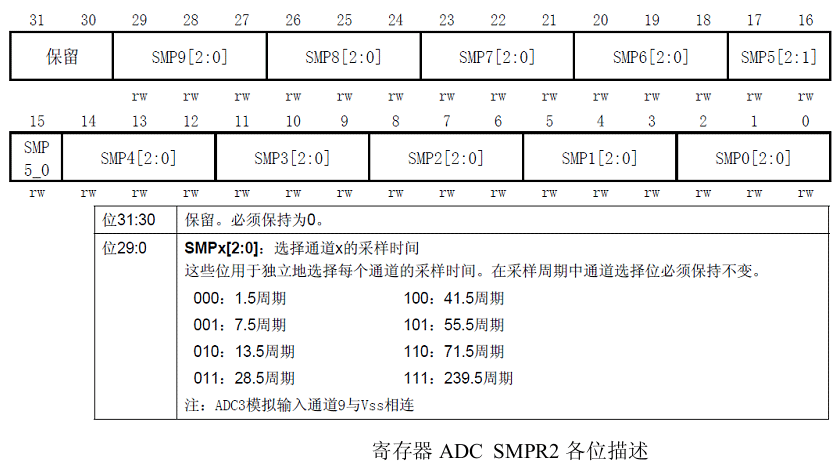 31 30 29 28 27 26 25 24 23 22 21 20 19 18 17 16
保留 SMP9[2:0] SMP8[2:0] SMP7[2:0] SMP6[2:0] SMP5[2:1]
rw rw rw rw rw rw rw rw rw rw rw rw rw rw
15 14 13 12 11 10 9 8 7 6 5 4 3 2 1 0
SMP
5_0 SMP4[2:0] SMP3[2:0] SMP2[2:0] SMP1[2:0] SMP0[2:0]
rw rw rw rw rw rw rw rw rw rw rw rw rw rw rw rw
位31:30 保留。必须保持为0。
位29:0 SMPx[2:0]：选择通道x的采样时间
这些位用于独立地选择每个通道的采样时间。在采样周期中通道选择位必须保持不变。
000：1.5周期 100：41.5周期
001：7.5周期 101：55.5周期
010：13.5周期 110：71.5周期
011：28.5周期 111：239.5周期
注：ADC3模拟输入通道9与Vss相连
寄存器 ADC_SMPR2 各位描述